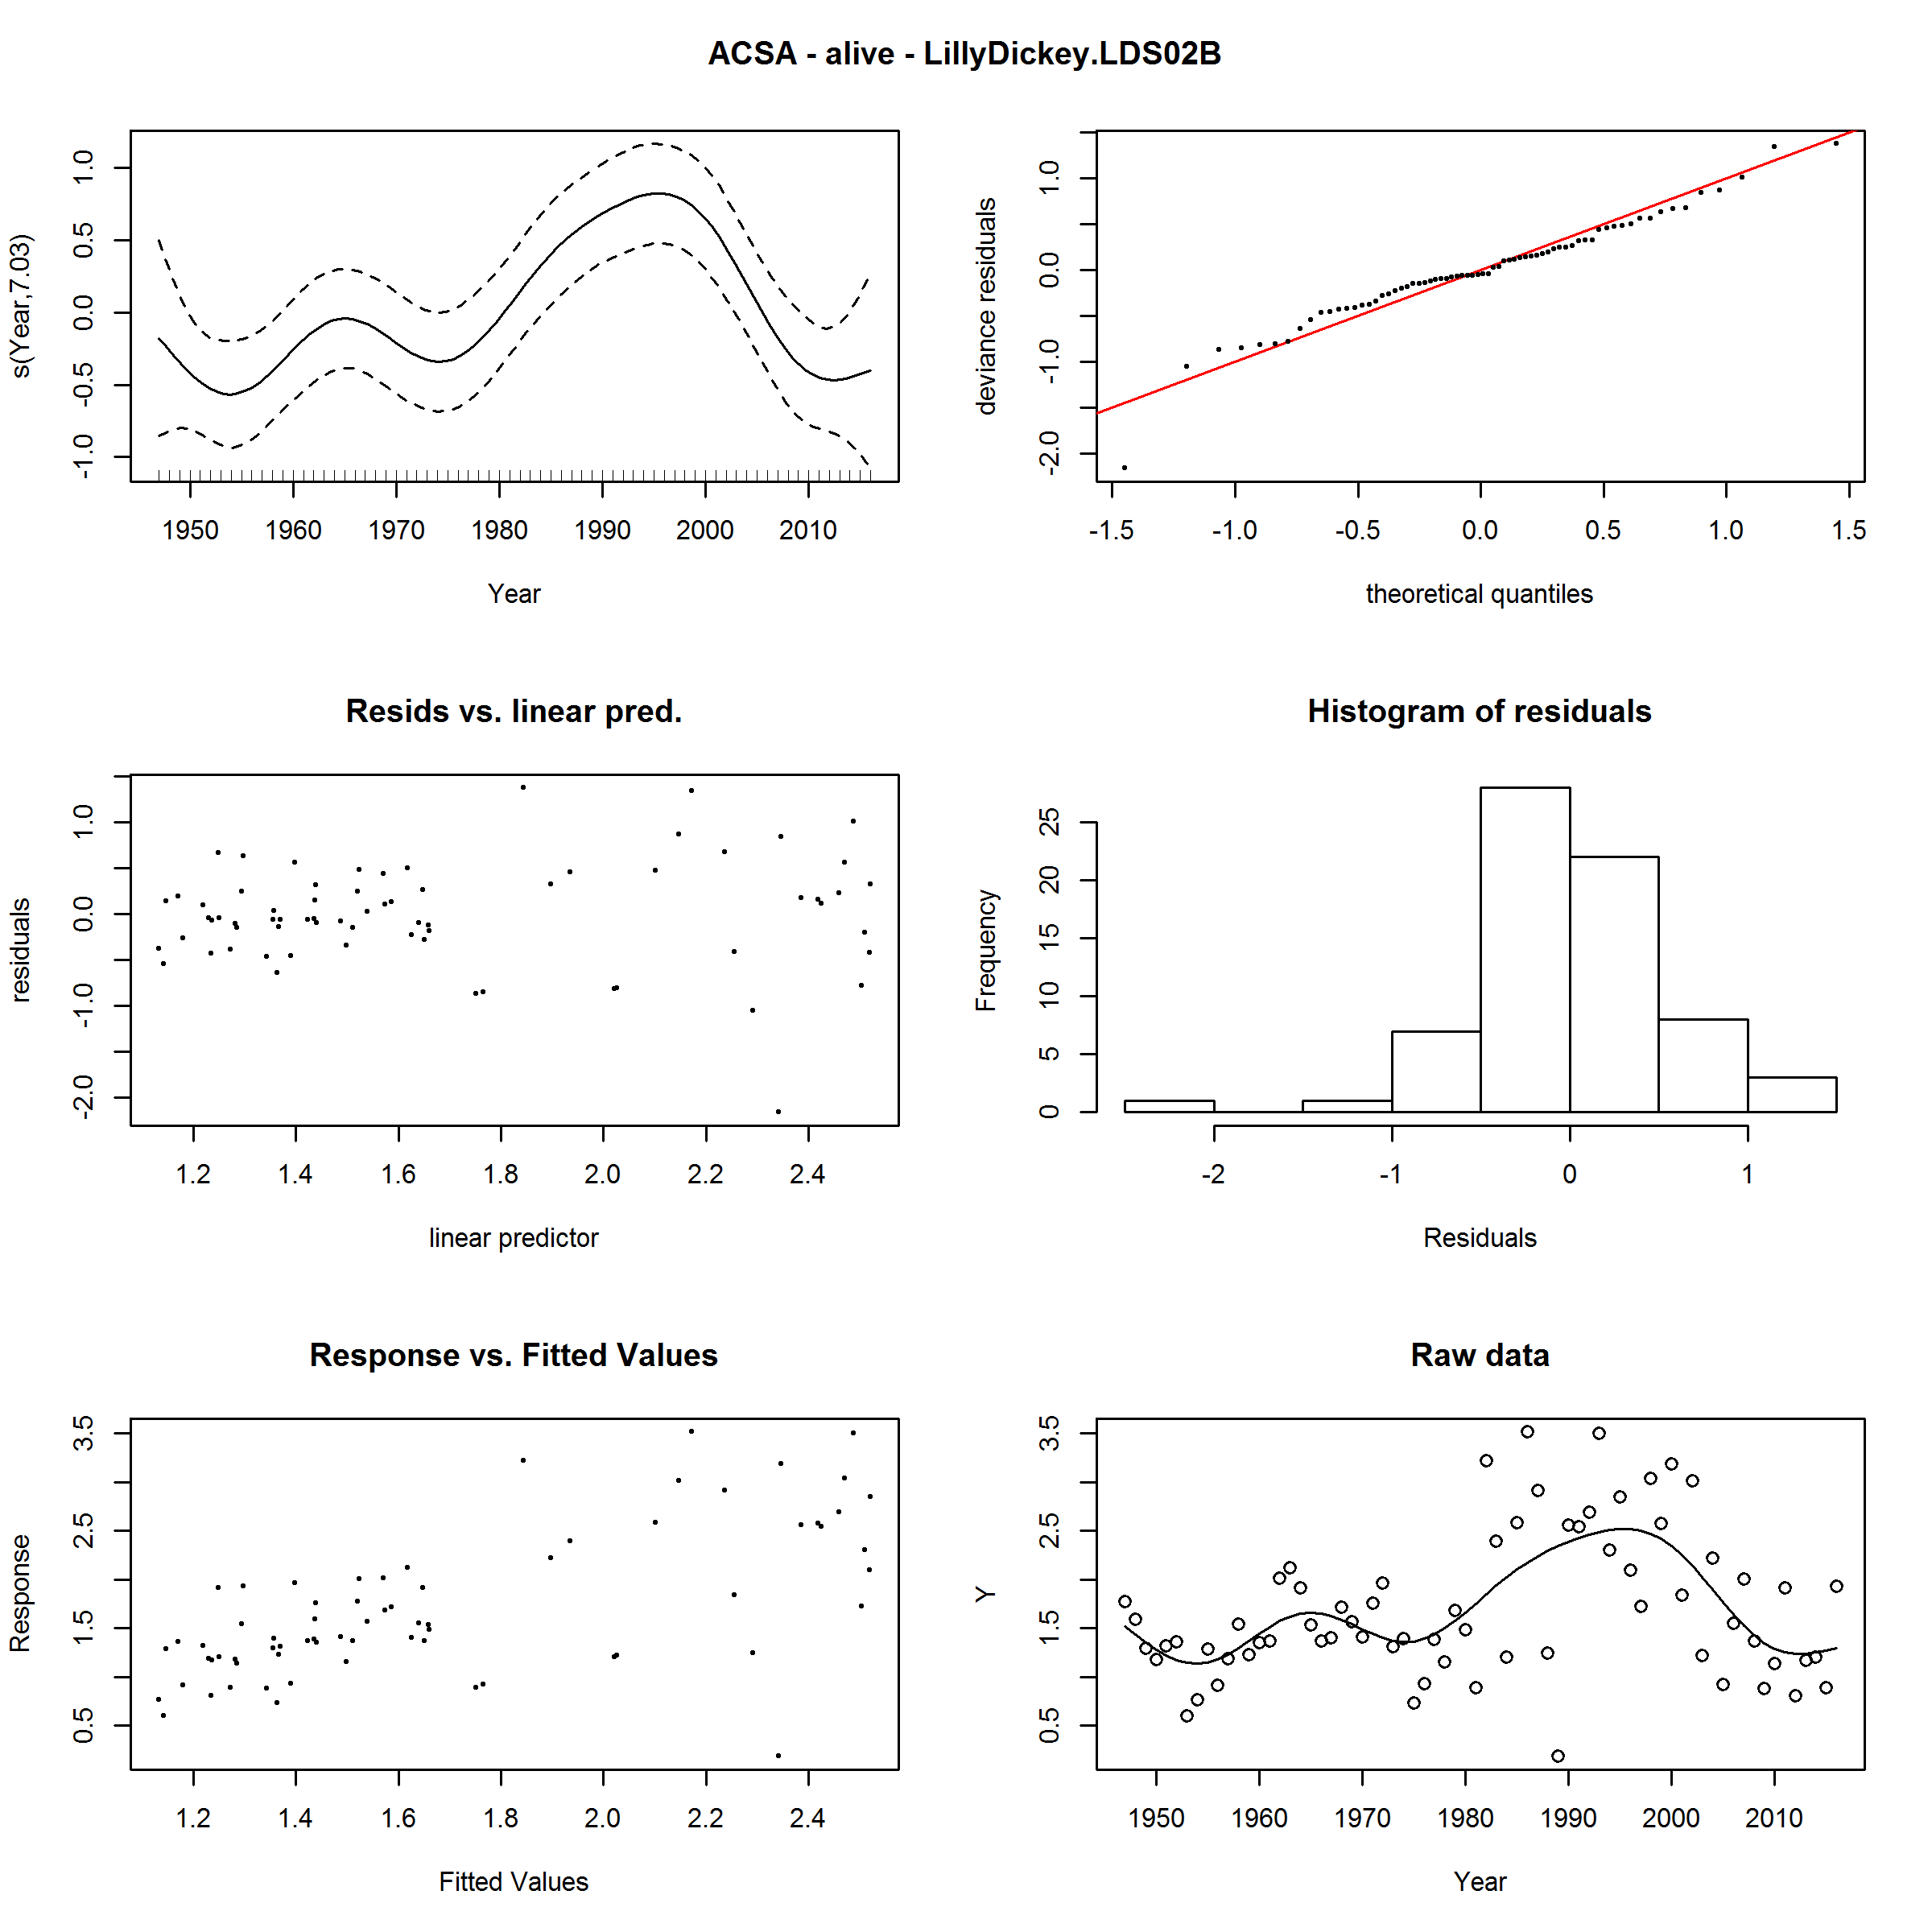 ACSA - alive - LillyDickey.LDS02B
s(Year,7.03)
1.0
0.5
0.0
-0.5
-1.0
1950 1960 1970 1980 1990 2000 2010
Year
deviance residuals
1.0
0.0
-1.0
-2.0
-1.5 -1.0 -0.5 0.0 0.5 1.0 1.5
theoretical quantiles
Resids vs. linear pred.
residuals
1.0
0.0
-1.0
-2.0
1.2 1.4 1.6 1.8 2.0 2.2 2.4
linear predictor
Histogram of residuals
Frequency
25
20
15
10
5
0
-2 -1 0 1
Residuals
Response vs. Fitted Values
Response
3.5
2.5
1.5
0.5
1.2 1.4 1.6 1.8 2.0 2.2 2.4
Fitted Values
Raw data
Y
3.5
2.5
1.5
0.5
1950 1960 1970 1980 1990 2000 2010
Year